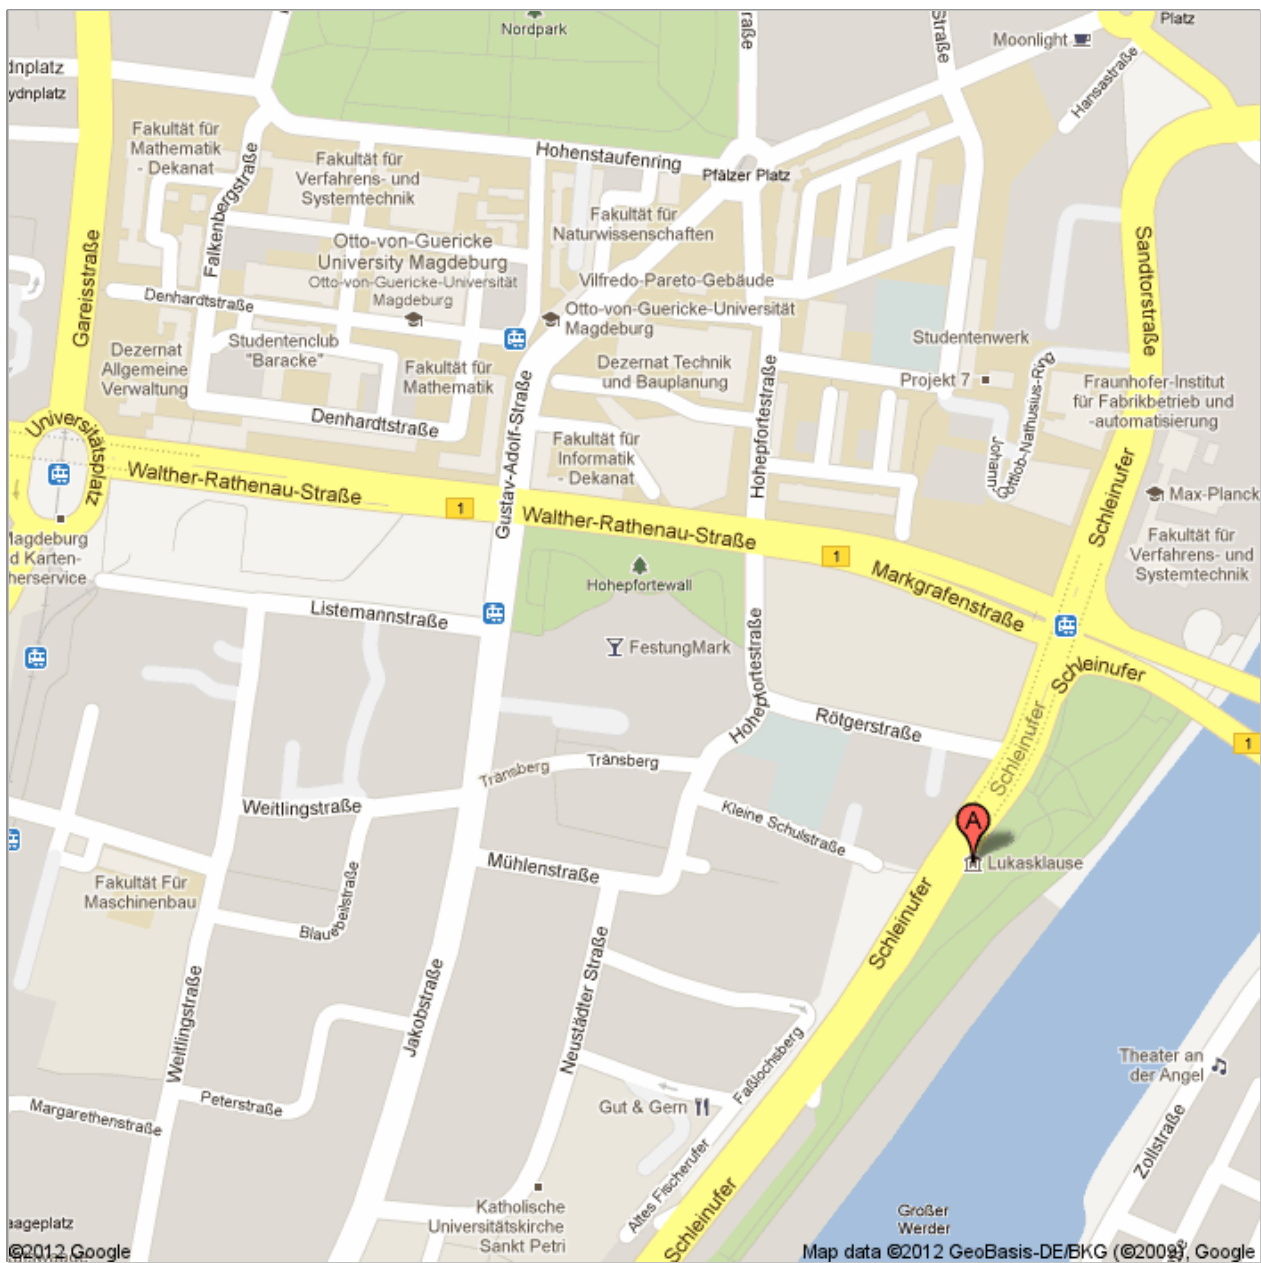 Nordpark
Straße
Moonlight
Platz
Hansastraße
ydnplatz
Fakultät für
Mathematik
- Dekanat
Falkenbergstraße
Fakultät für
Verfahrens- und
Systemtechnik
Hohenstaufenring
Pfälzer Platz
Fakultät für
Naturwissenschaften
Otto-von-Guericke
University Magdeburg
Otto-von-Guericke-Universität
Magdeburg
Vilfredo-Pareto-Gebäude
Otto-von-Guericke-Universität
Magdeburg
Gareisstraße
Denhardtstraße
Sandtorstraße
Studentenclub
"Baracke"
Dezernat
Allgemeine
Verwaltung
Fakultät für
Mathematik
Dezernat Technik
und Bauplanung
Studentenwerk
Projekt 7
Johann-
Gottlob-Nathusius-Ring
Fraunhofer-Institut
für Fabrikbetrieb und
-automatisierung
Denhardtstraße
Gustav-Adolf-Straße
Hohepfortestraße
Universitätsplatz
Fakultät für
Informatik
- Dekanat
Walther-Rathenau-Straße
1
Walther-Rathenau-Straße
1
Schleinufer
Max-Planck
Fakultät für
Verfahrens- und
Systemtechnik
Magdeburg
d Karten-
herservice
Listemannstraße
Hohepfortewall
Markgrafenstraße
FestungMark
Hohepfortestraße
Hohepfortestraße
Schleinufer
Schleinufer
1
Rötgerstraße
Tränsberg
Tränsberg
Weitlingstraße
Kleine Schulstraße
A
Lukasklause
Mühlenstraße
Fakultät Für
Maschinenbau
Blauebeilstraße
Schleinufer
Jakobstraße
Neustädter Straße
Weitlingstraße
Peterstraße
Margarethenstraße
Faßlochsberg
Gut & Gern
Altes Fischerufer
Theater an
der Angel
Zollstraße
Katholische
Universitätskirche
Sankt Petri
Schleinufer
Großer
Werder
aageplatz
©2012 Google
Map data ©2012 GeoBasis-DE/BKG (©2009), Google